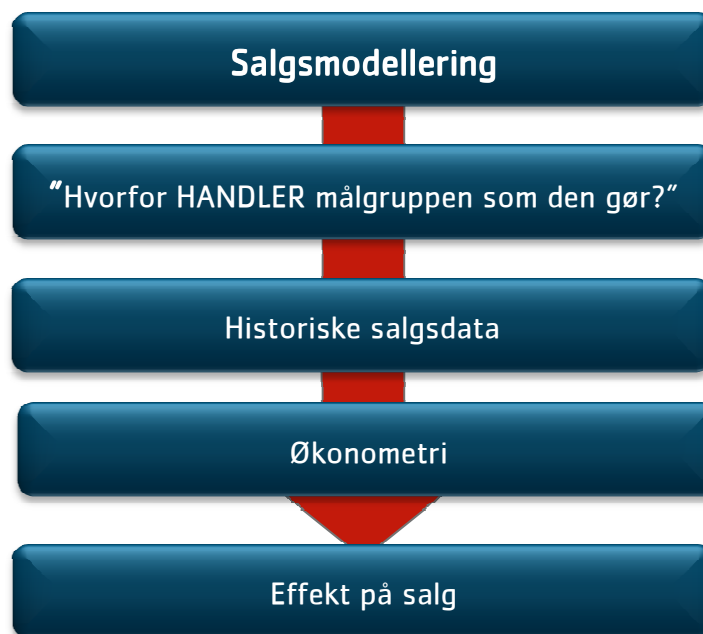 Salgsmodellering
"Hvorfor HANDLER målgruppen som den gør?"
Historiske salgsdata
Økonometri
Effekt på salg